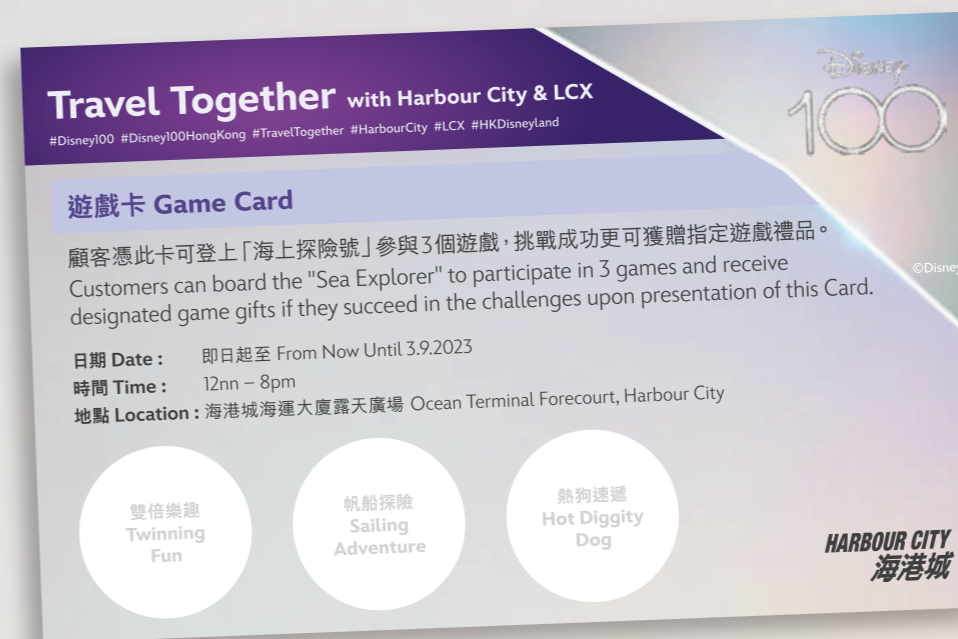 Travel Together with Harbour City & LCX
#Disney100 #Disney100HongKong #TravelTogether #HarbourCity #LCX #HKDisneyland
Disney
100
遊戲卡 Game Card
顧客憑此卡可登上「海上探險號」參與3個遊戲，挑戰成功更可獲贈指定遊戲禮品。
Customers can board the "Sea Explorer" to participate in 3 games and receive
designated game gifts if they succeed in the challenges upon presentation of this Card.
©Disney
日期 Date : 即日起至 From Now Until 3.9.2023
時間 Time : 12nn – 8pm
地點 Location : 海港城海運大廈露天廣場 Ocean Terminal Forecourt, Harbour City
雙倍樂趣
Twinning
Fun
帆船探險
Sailing
Adventure
熱狗速遞
Hot Diggity
Dog
HARBOUR CITY
海港城